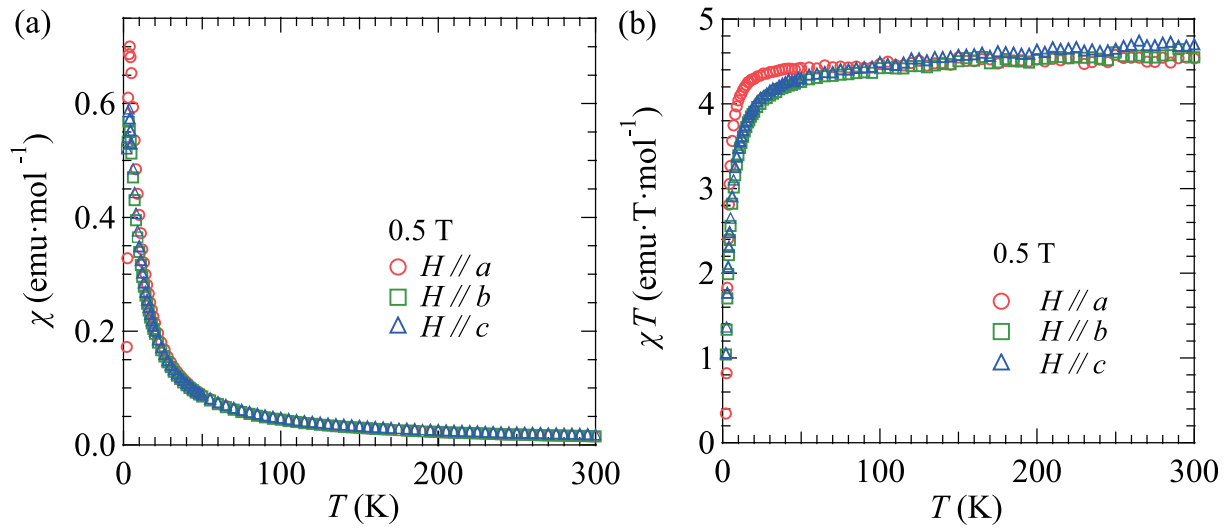 (a)
χ (emu·mol⁻¹)
0.6
0.4
0.2
0.0
0.5 T
H // a
H // b
H // c
0 100 200 300
T (K)
(b)
χT (emu·T·mol⁻¹)
5
4
3
2
1
0
0.5 T
H // a
H // b
H // c
0 100 200 300
T (K)